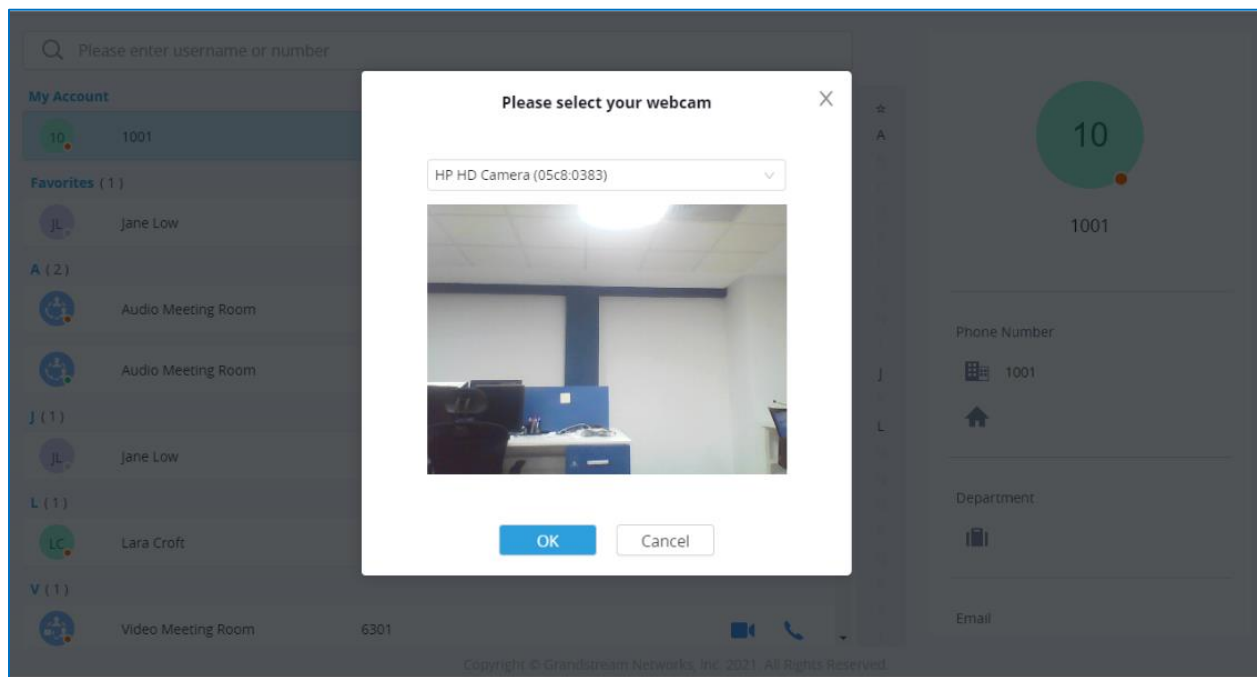 Please enter username or number
My Account
10 1001
Favorites ( 1 )
JL Jane Low
A ( 2 )
Audio Meeting Room
Audio Meeting Room
J ( 1 )
JL Jane Low
L ( 1 )
LC Lara Croft
V ( 1 )
Video Meeting Room 6301
Please select your webcam
HP HD Camera (05c8:0383)
OK Cancel
A
J
L
10
1001
Phone Number
1001
Department
Email
Copyright © Grandstream Networks, Inc. 2021. All Rights Reserved.